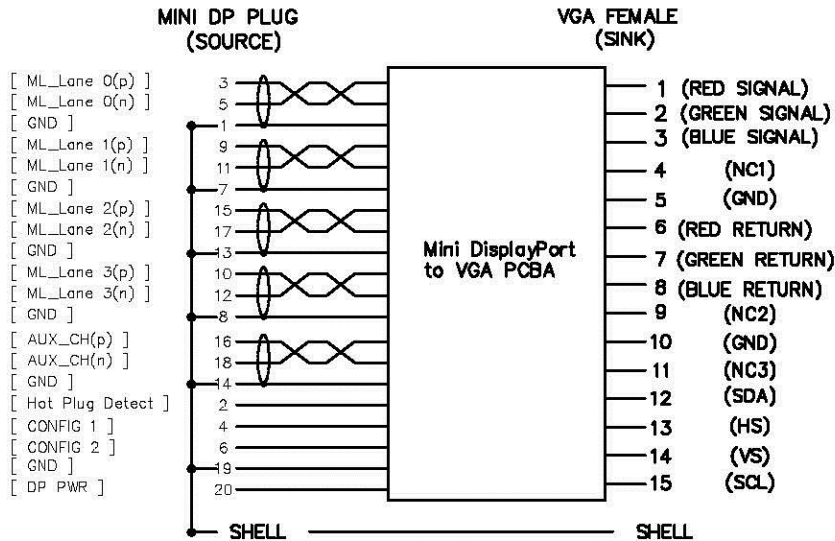 MINI DP PLUG
(SOURCE)
VGA FEMALE
(SINK)
[ ML_Lane 0(p) ] 3
[ ML_Lane 0(n) ] 5
[ GND ] 1
[ ML_Lane 1(p) ] 9
[ ML_Lane 1(n) ] 11
[ GND ] 7
[ ML_Lane 2(p) ] 15
[ ML_Lane 2(n) ] 17
[ GND ] 13
[ ML_Lane 3(p) ] 10
[ ML_Lane 3(n) ] 12
[ GND ] 8
[ AUX_CH(p) ] 16
[ AUX_CH(n) ] 18
[ GND ] 14
[ Hot Plug Detect ] 2
[ CONFIG 1 ] 4
[ CONFIG 2 ] 6
[ GND ] 19
[ DP PWR ] 20
Mini DisplayPort
to VGA PCBA
1 (RED SIGNAL)
2 (GREEN SIGNAL)
3 (BLUE SIGNAL)
4 (NC1)
5 (GND)
6 (RED RETURN)
7 (GREEN RETURN)
8 (BLUE RETURN)
9 (NC2)
10 (GND)
11 (NC3)
12 (SDA)
13 (HS)
14 (VS)
15 (SCL)
SHELL
SHELL